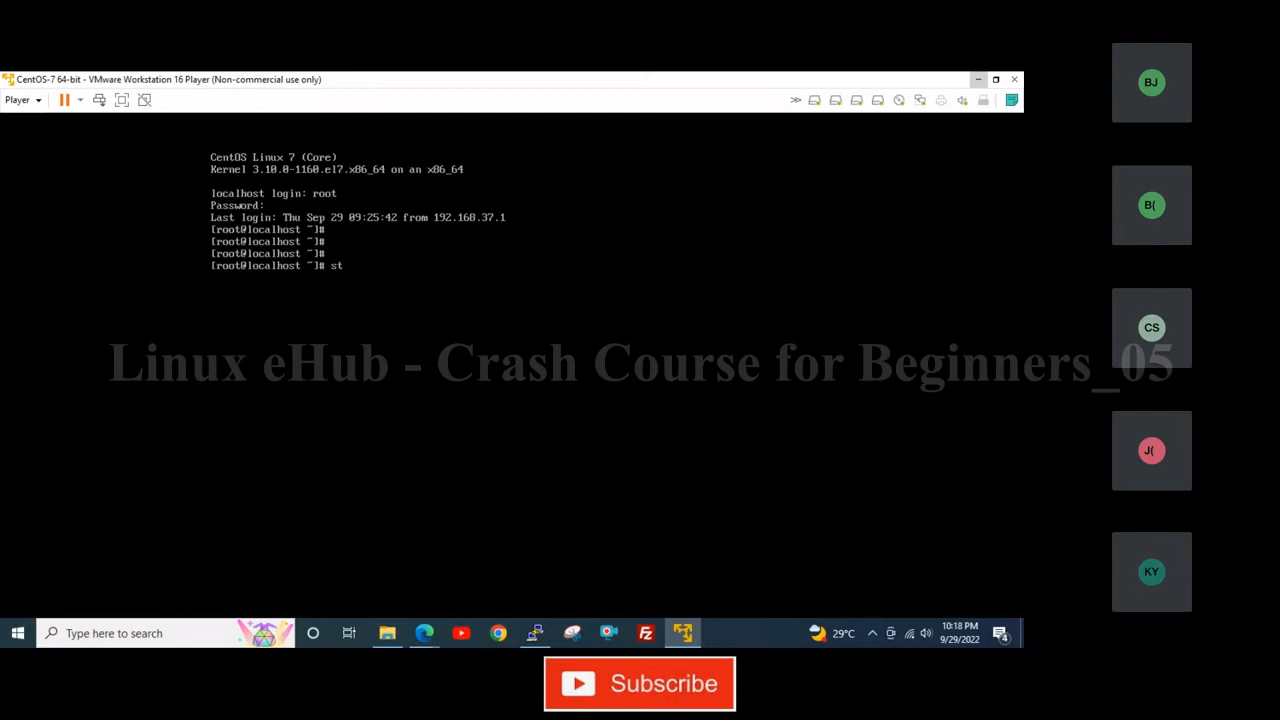 CentOS-7 64-bit - VMware Workstation 16 Player (Non-commercial use only)
Player
CentOS Linux 7 (Core)
Kernel 3.10.0-1160.el7.x86_64 on an x86_64
localhost login: root
Password:
Last login: Thu Sep 29 09:25:42 from 192.168.37.1
[root@localhost ~]#
[root@localhost ~]#
[root@localhost ~]#
[root@localhost ~]# st
Linux eHub - Crash Course for Beginners_05
BJ
B(
CS
J(
KY
Type here to search
29°C
10:18 PM
9/29/2022
4
Subscribe